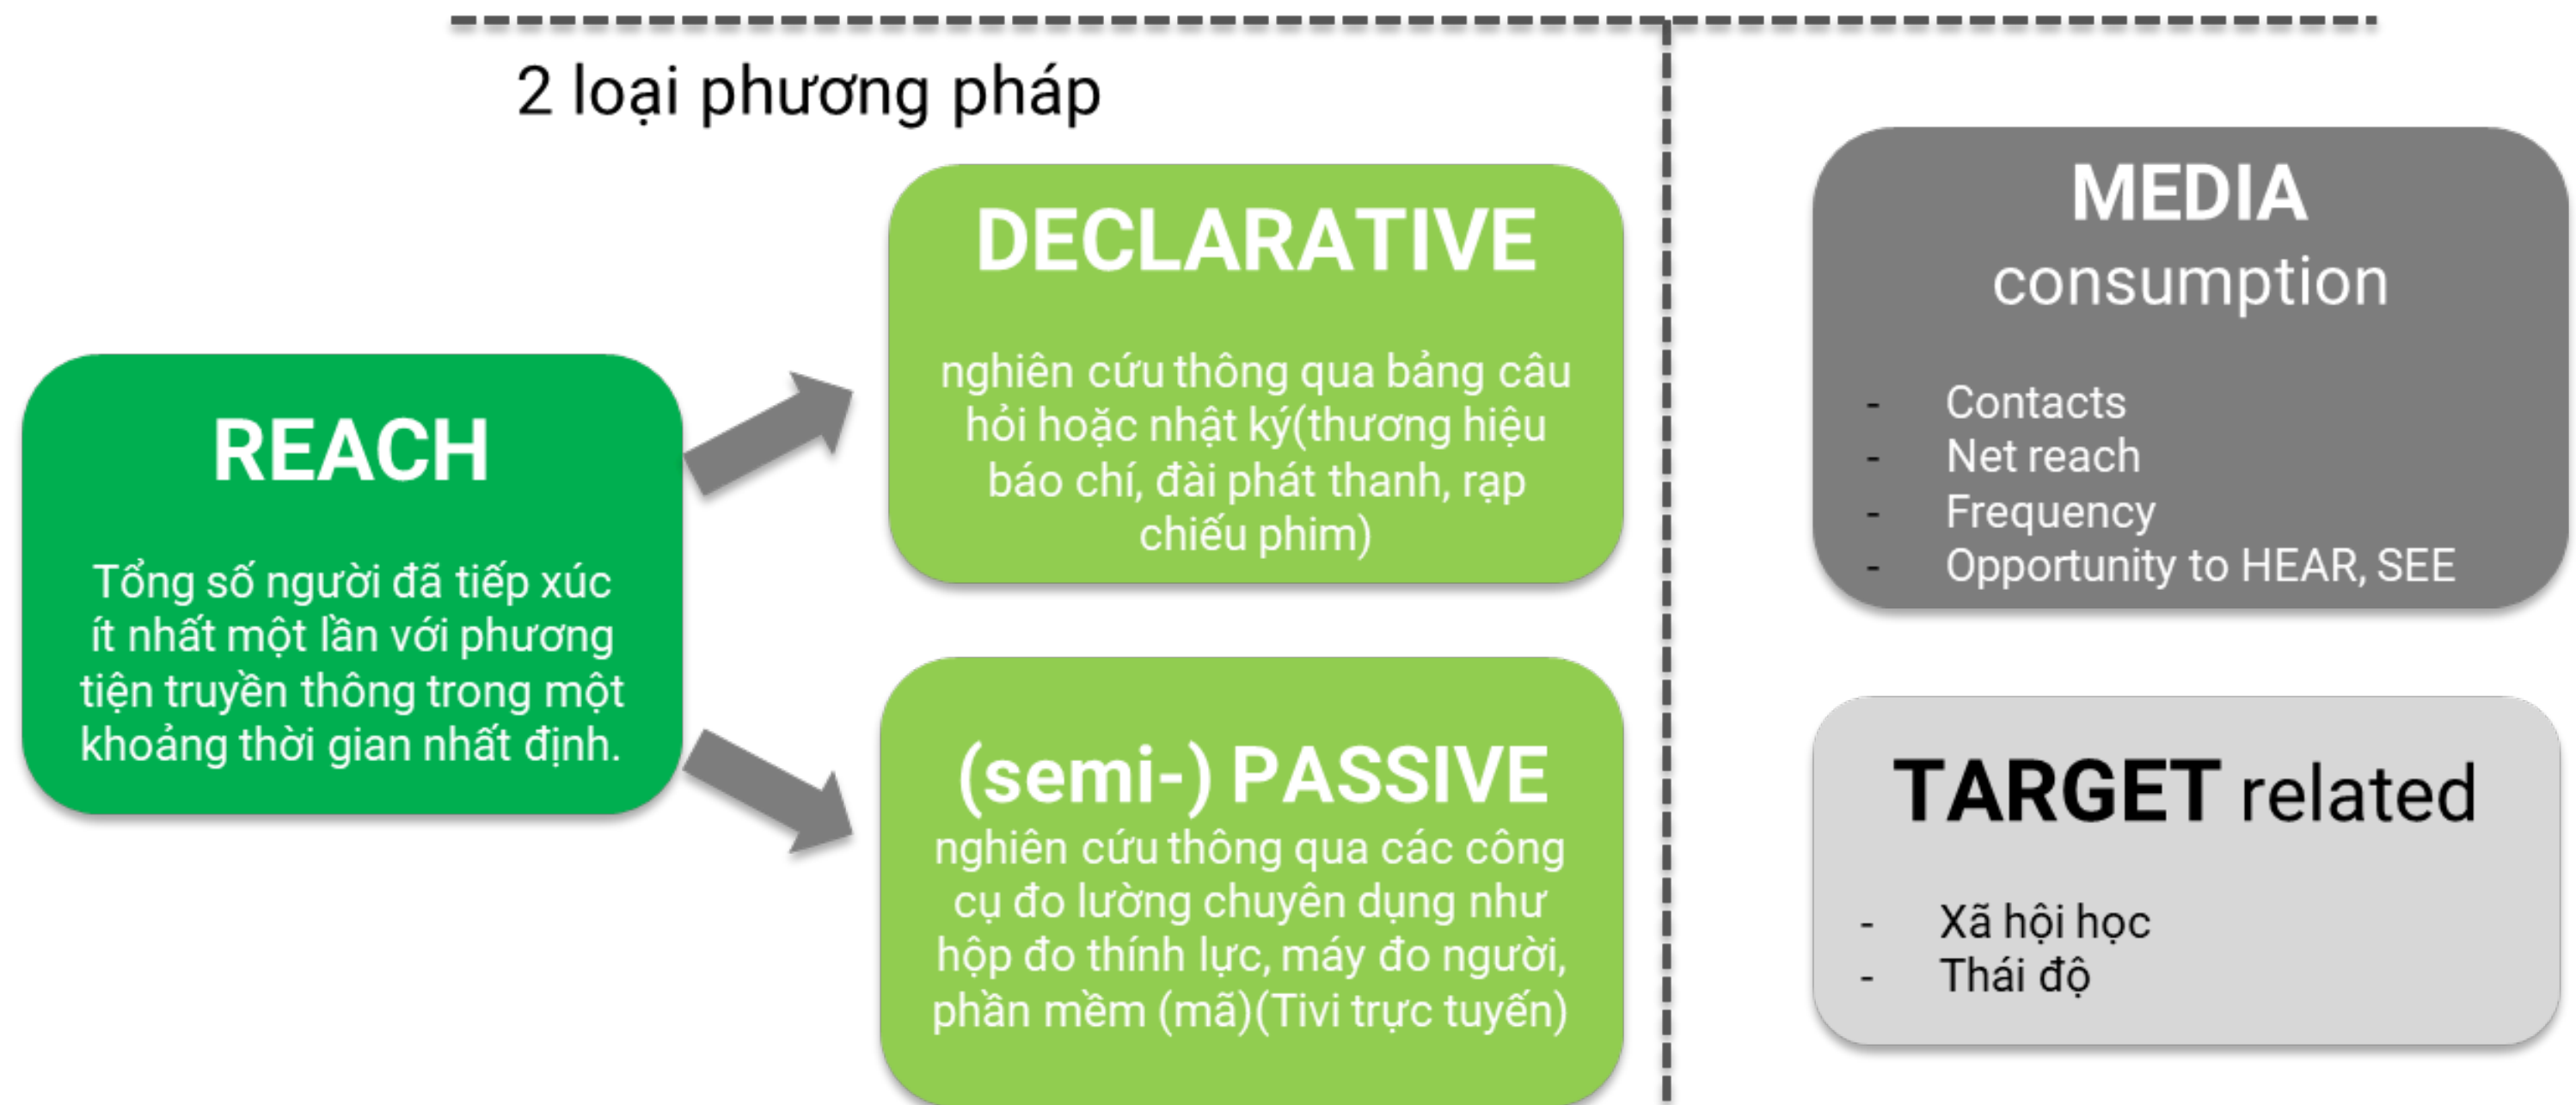 2 loại phương pháp
REACH
Tổng số người đã tiếp xúc
ít nhất một lần với phương
tiện truyền thông trong một
khoảng thời gian nhất định.
DECLARATIVE
nghiên cứu thông qua bảng câu
hỏi hoặc nhật ký(thương hiệu
báo chí, đài phát thanh, rạp
chiếu phim)
(semi-) PASSIVE
nghiên cứu thông qua các công
cụ đo lường chuyên dụng như
hộp đo thính lực, máy đo người,
phần mềm (mã)(Tivi trực tuyến)
MEDIA
consumption
- Contacts
- Net reach
- Frequency
- Opportunity to HEAR, SEE
TARGET related
- Xã hội học
- Thái độ